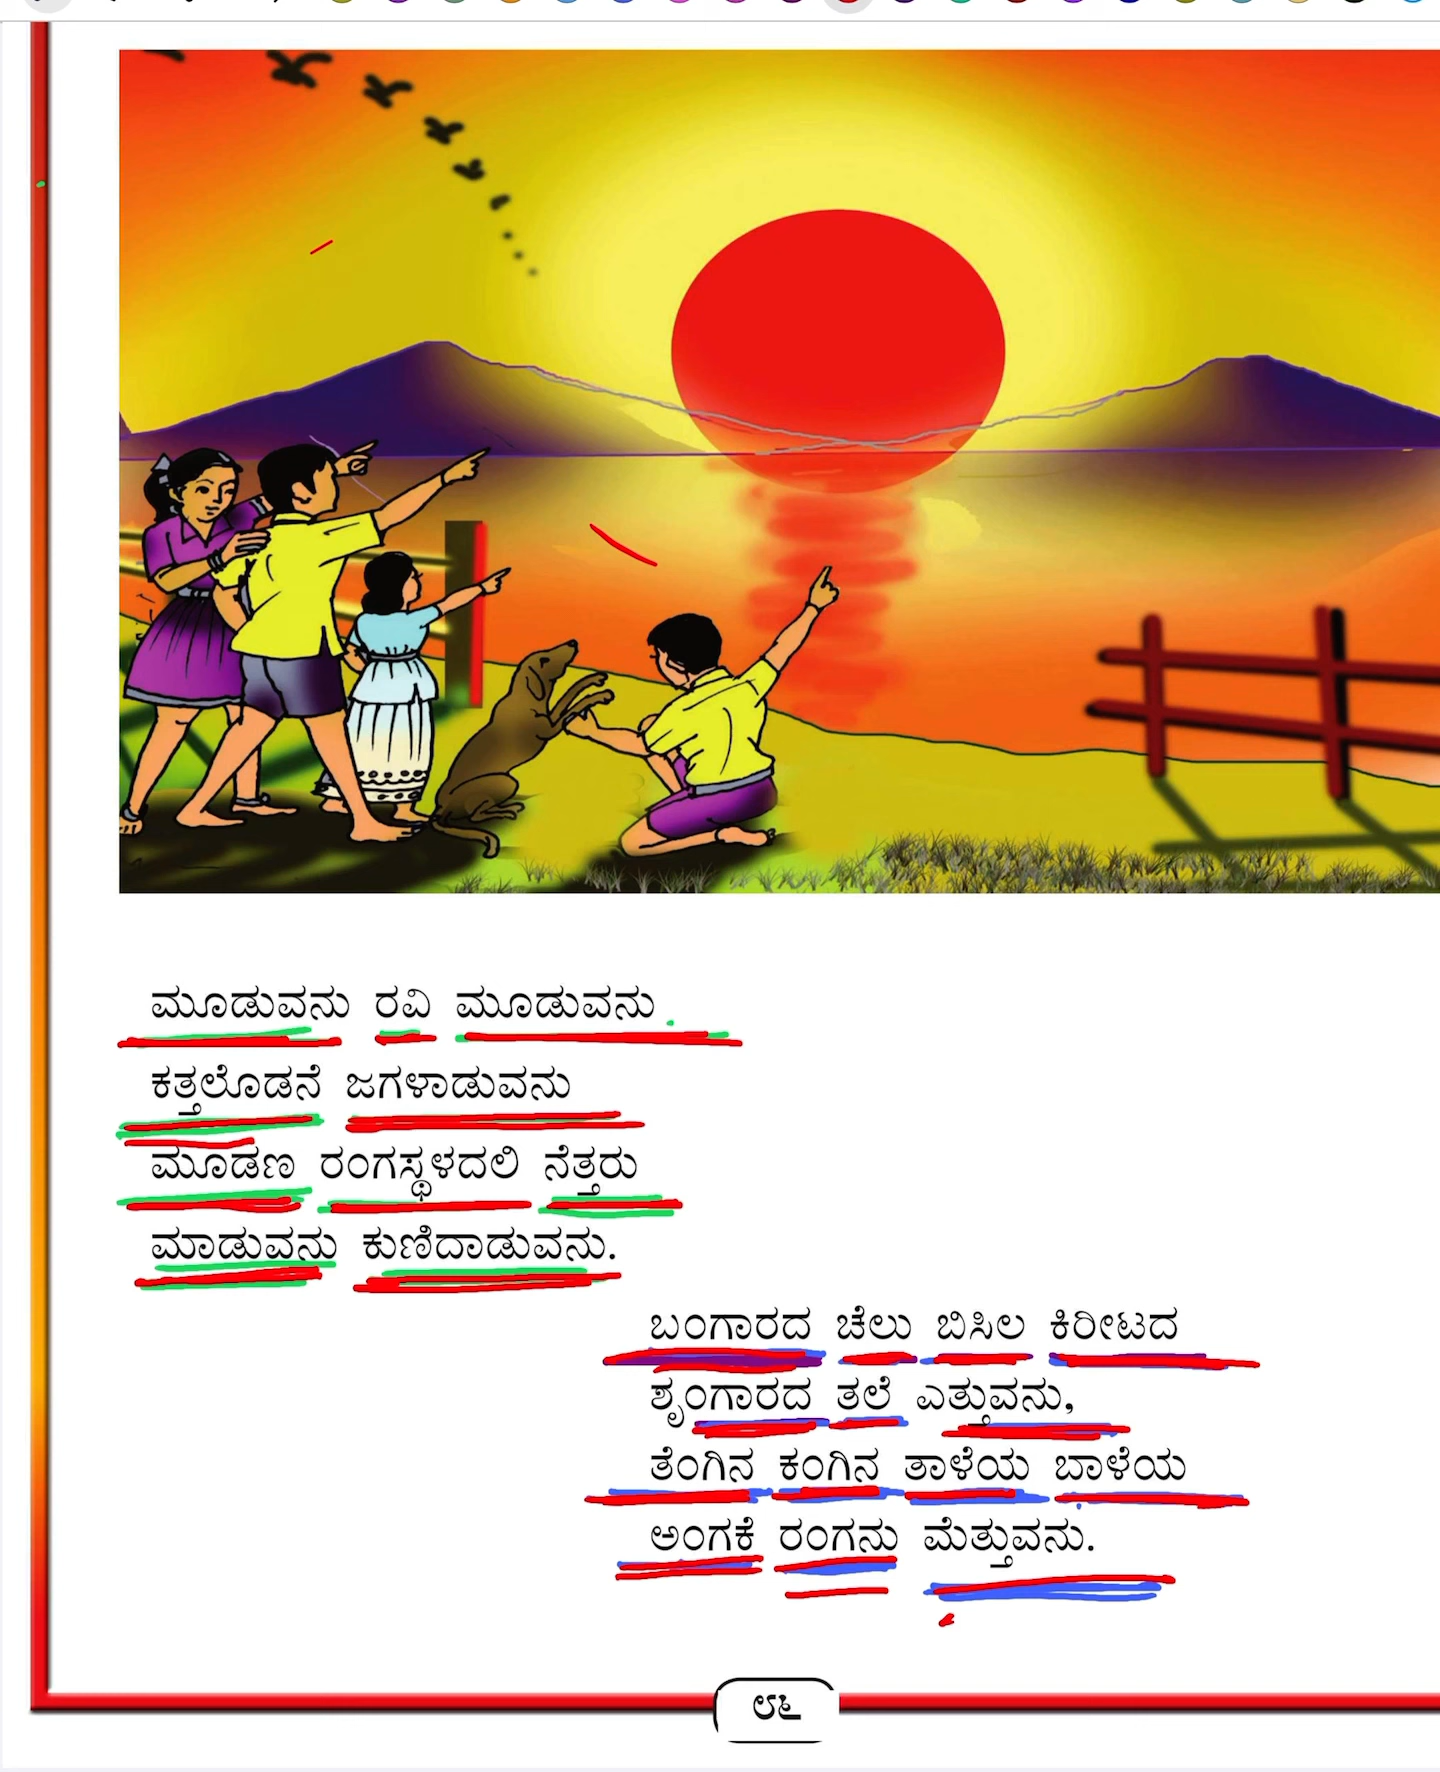 ಮೂಡುವನು ರವಿ ಮೂಡುವನು
ಕತ್ತಲೊಡನೆ ಜಗಳಾಡುವನು
ಮೂಡಣ ರಂಗಸ್ಥಳದಲಿ ನೆತ್ತರು
ಮಾಡುವನು ಕುಣಿದಾಡುವನು.
ಬಂಗಾರದ ಚೆಲು ಬಿಸಿಲ ಕಿರೀಟದ
ಶೃಂಗಾರದ ತಲೆ ಎತ್ತುವನು,
ತೆಂಗಿನ ಕಂಗಿನ ತಾಳೆಯ ಬಾಳೆಯ
ಅಂಗಕೆ ರಂಗನು ಮೆತ್ತುವನು.
೮೬